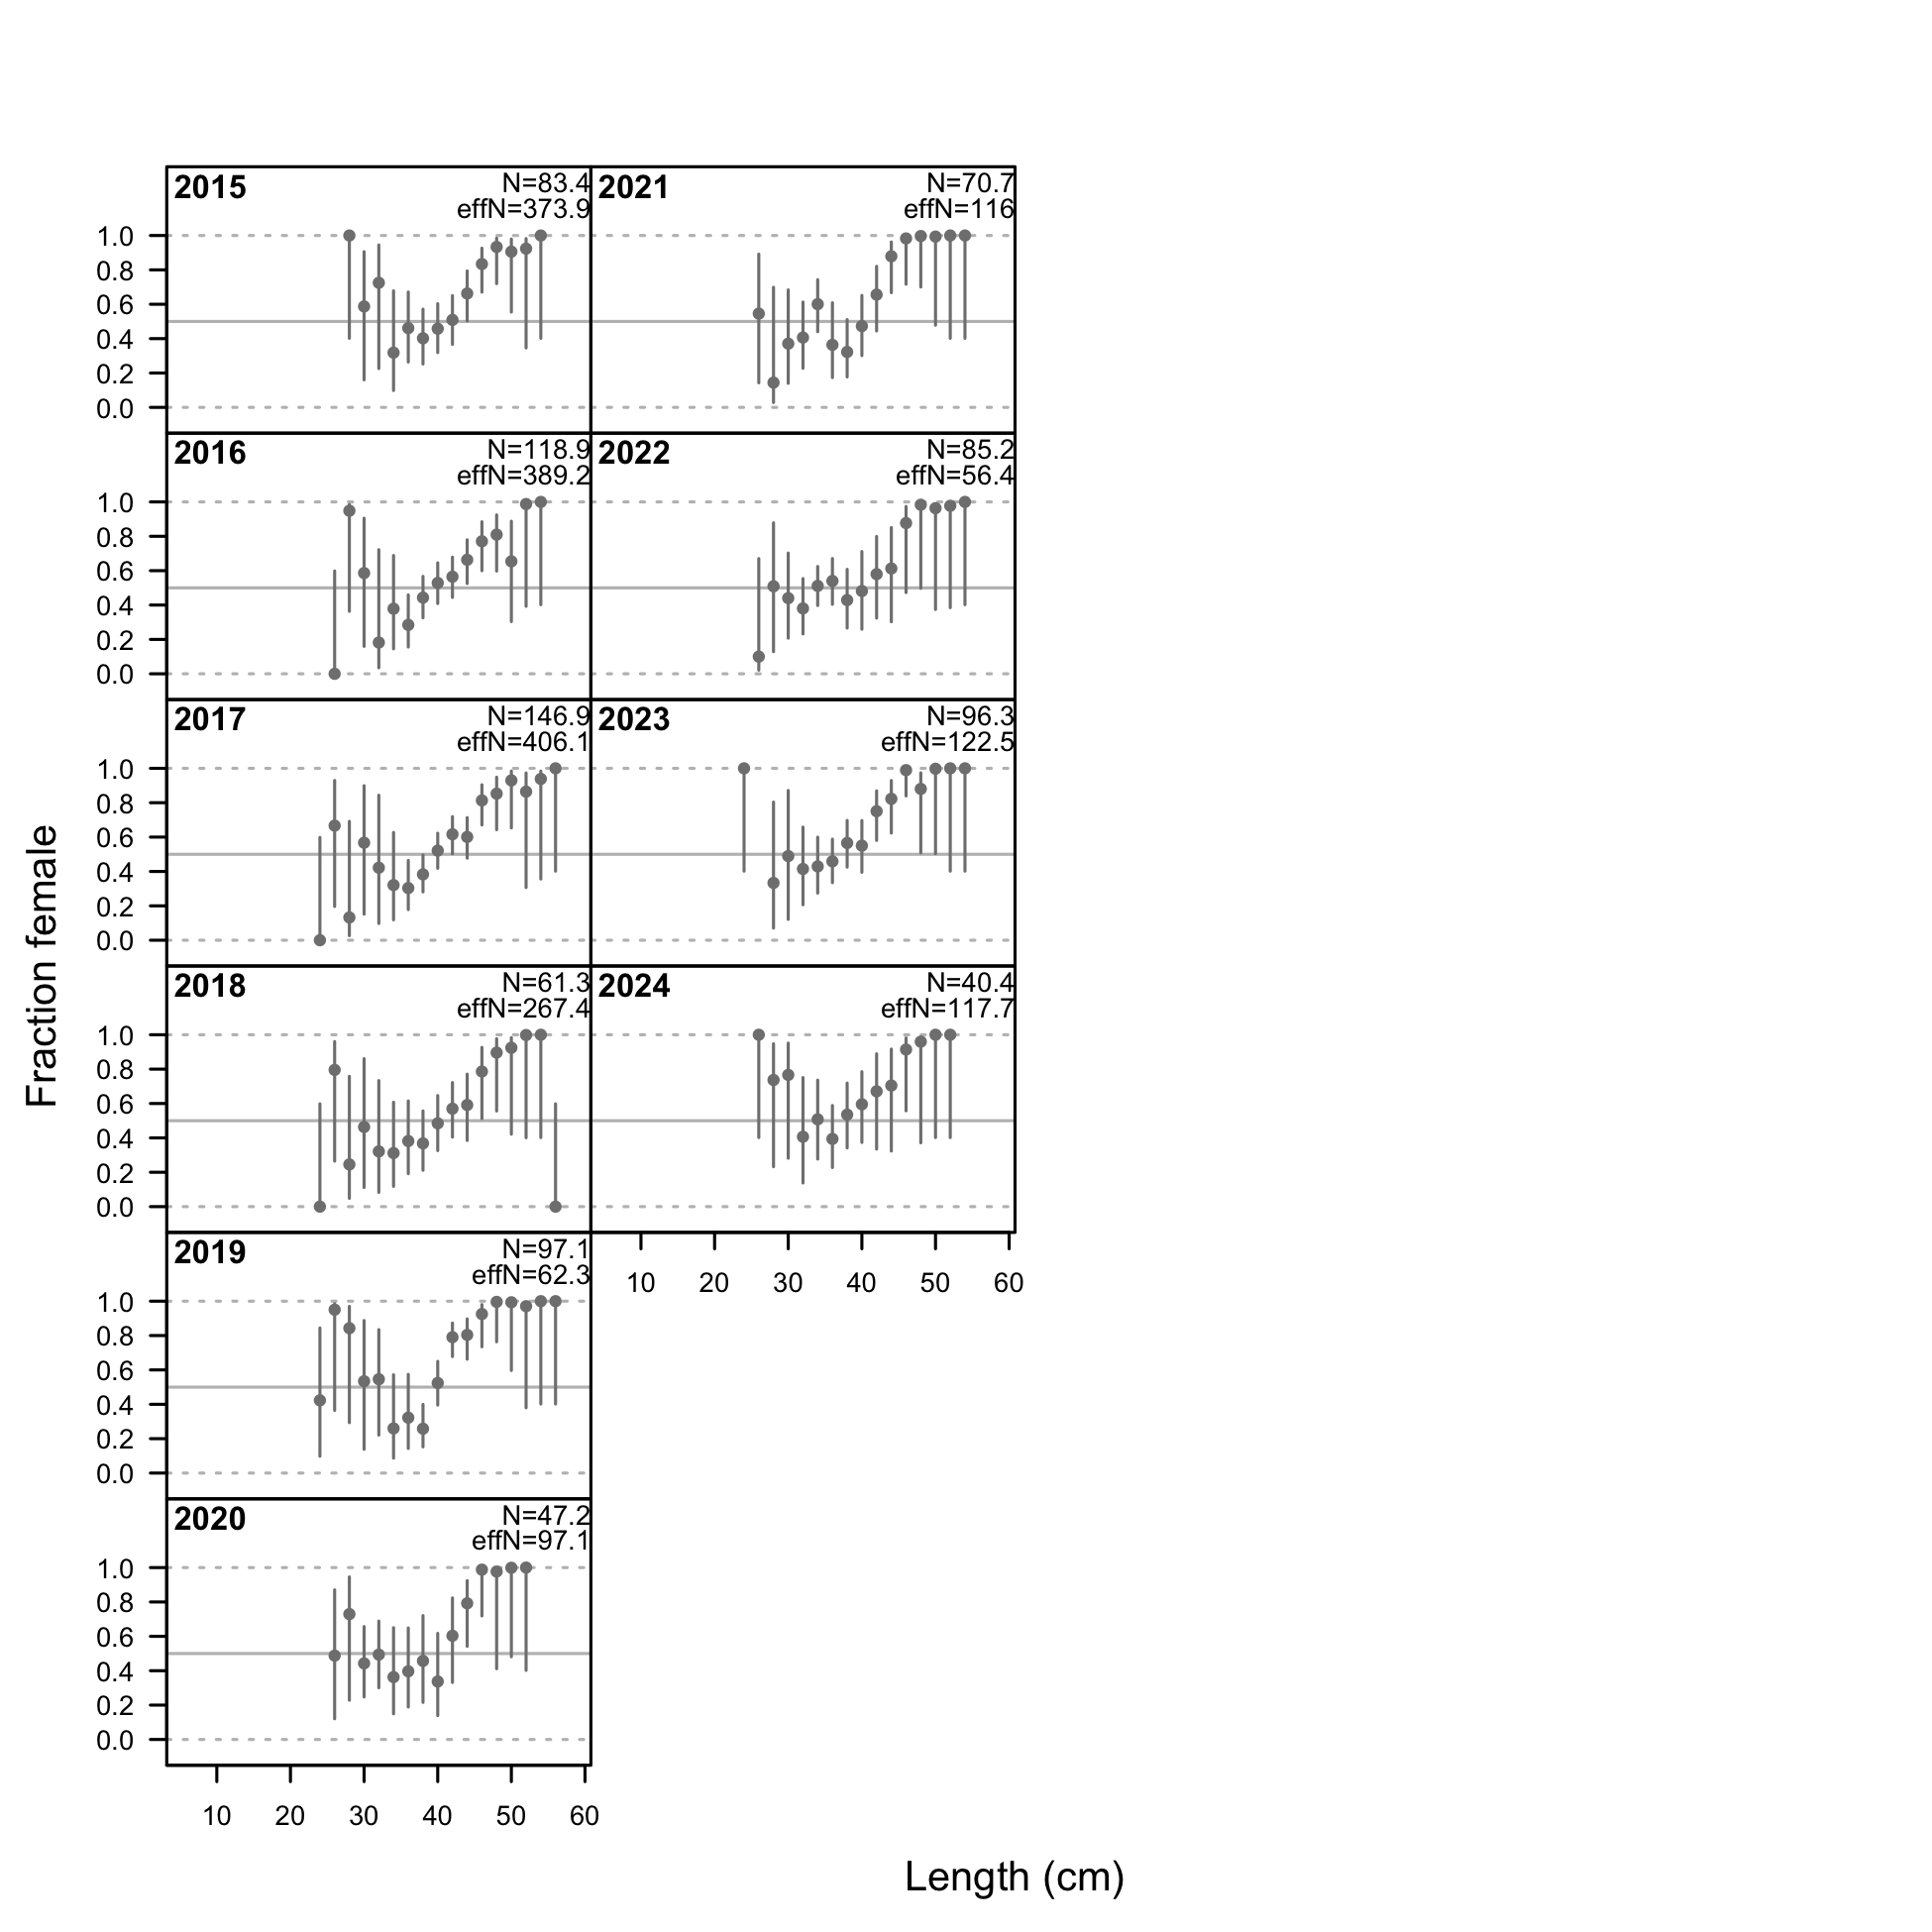 2015
N=83.4
effN=373.9
1.0
0.8
0.6
0.4
0.2
0.0
2016
N=118.9
effN=389.2
1.0
0.8
0.6
0.4
0.2
0.0
2017
N=146.9
effN=406.1
1.0
0.8
0.6
0.4
0.2
0.0
2018
N=61.3
effN=267.4
1.0
0.8
0.6
0.4
0.2
0.0
2019
N=97.1
effN=62.3
1.0
0.8
0.6
0.4
0.2
0.0
2020
N=47.2
effN=97.1
1.0
0.8
0.6
0.4
0.2
0.0
10 20 30 40 50 60
2021
N=70.7
effN=116
2022
N=85.2
effN=56.4
2023
N=96.3
effN=122.5
2024
N=40.4
effN=117.7
10 20 30 40 50 60
Fraction female
Length (cm)